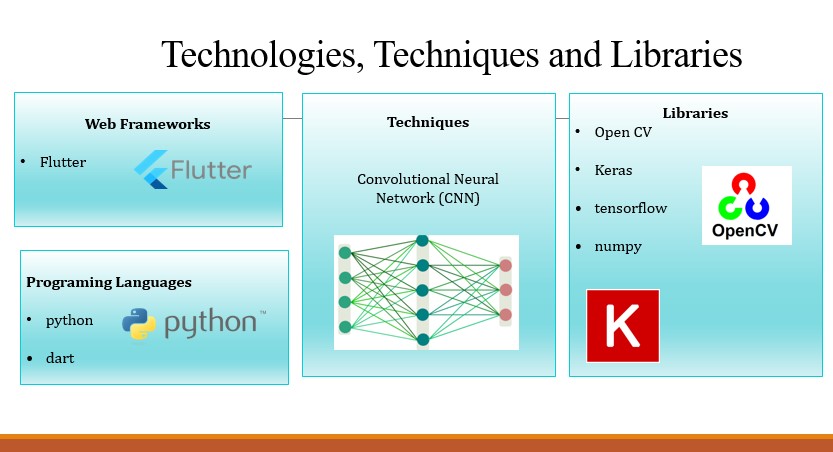 Technologies, Techniques and Libraries
Web Frameworks
• Flutter
Flutter
Programing Languages
• python
python™
• dart
Techniques
Convolutional Neural
Network (CNN)
Libraries
• Open CV
• Keras
• tensorflow
• numpy
OpenCV
K